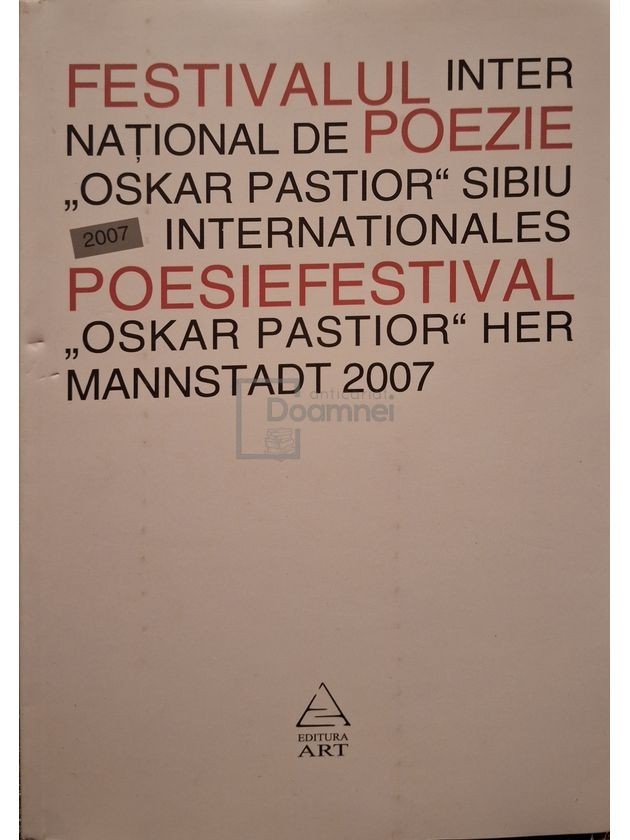 FESTIVALUL INTER
NAȚIONAL DE POEZIE
„OSKAR PASTIOR“ SIBIU
2007 INTERNATIONALES
POESIEFESTIVAL
„OSKAR PASTIOR“ HER
MANNSTADT 2007
anticariat
Doamnei
EDITURA
ART